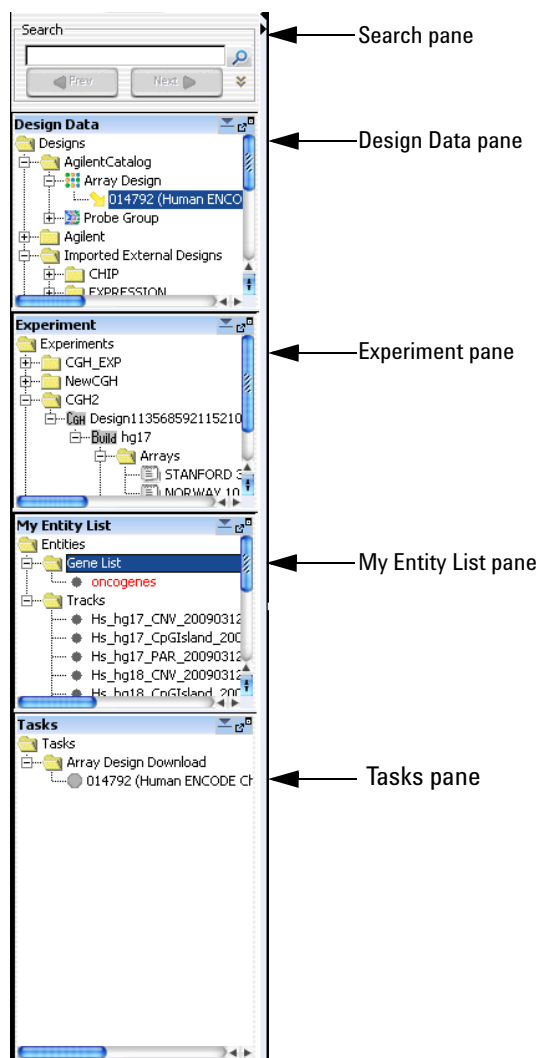 Search
Search pane
Prev
Next
Design Data
Design Data pane
Designs
AgilentCatalog
Array Design
014792 (Human ENCO
Probe Group
Agilent
Imported External Designs
CHIP
EXPRESSION
Experiment
Experiment pane
Experiments
CGH_EXP
NewCGH
CGH2
CGH Design113568592115210
Build hg17
Arrays
STANFORD 3
NORWAY 10
My Entity List
My Entity List pane
Entities
Gene List
oncogenes
Tracks
Hs_hg17_CNV_20090312
Hs_hg17_CpGIsland_200
Hs_hg17_PAR_20090312
Hs_hg18_CNV_20090312
Hs_hg18_CpGIsland_200
Tasks
Tasks pane
Tasks
Array Design Download
014792 (Human ENCODE Ch